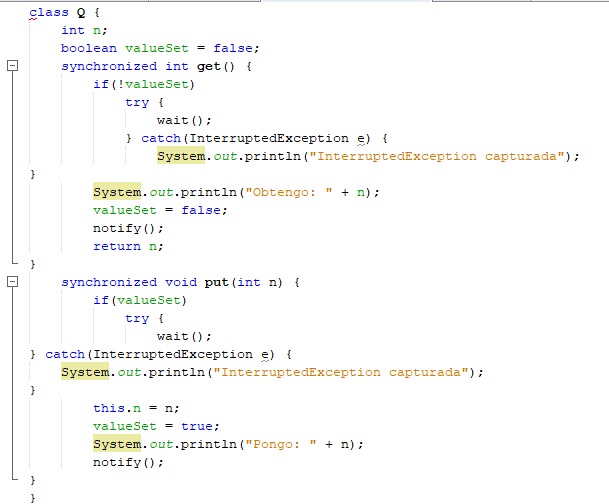 class Q {
    int n;
    boolean valueSet = false;
    synchronized int get() {
        if(!valueSet)
            try {
                wait();
            } catch(InterruptedException e) {
                System.out.println("InterruptedException capturada");
}
        System.out.println("Obtengo: " + n);
        valueSet = false;
        notify();
        return n;
}
    synchronized void put(int n) {
        if(valueSet)
            try {
                wait();
} catch(InterruptedException e) {
    System.out.println("InterruptedException capturada");
}
        this.n = n;
        valueSet = true;
        System.out.println("Pongo: " + n);
        notify();
}
}